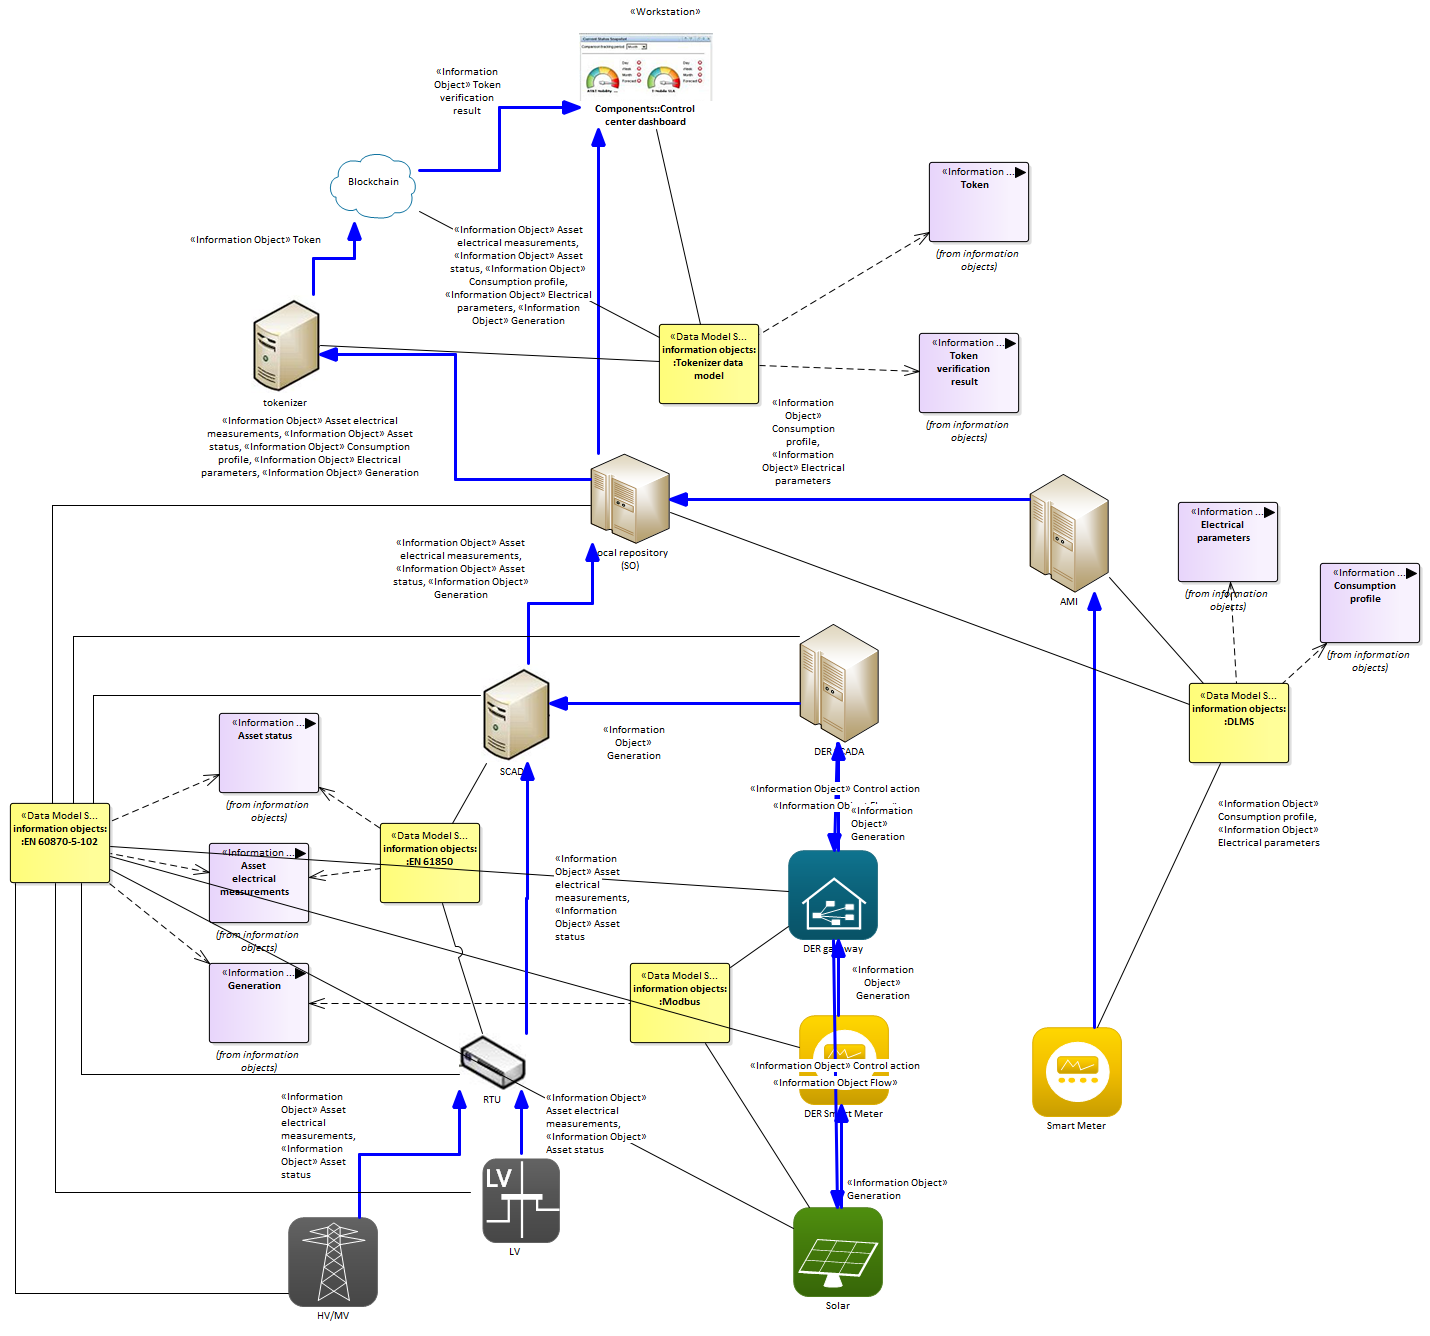 «Workstation»
Current Status Snapshot
Components::Control
center dashboard
«Information
Object» Token
verification
result
Blockchain
«Information Object» Token
«Information Object» Asset
electrical measurements,
«Information Object» Asset
status, «Information Object»
Consumption profile,
«Information Object» Electrical
parameters, «Information
Object» Generation
«Information ...
Token
(from information
objects)
«Data Model S...
information objects:
:Tokenizer data
model
«Information ...
Token
verification
result
(from information
objects)
tokenizer
«Information Object» Asset electrical
measurements, «Information Object» Asset
status, «Information Object» Consumption
profile, «Information Object» Electrical
parameters, «Information Object» Generation
«Information
Object»
Consumption
profile,
«Information
Object» Electrical
parameters
ocal repository
(SO)
«Information Object» Asset
electrical measurements,
«Information Object» Asset
status, «Information Object»
Generation
AMI
«Information ...
Electrical
parameters
(from information
objects)
«Information ...
Consumption
profile
(from information
objects)
«Data Model S...
information objects:
:DLMS
«Information Object»
Consumption profile,
«Information Object»
Electrical parameters
SCAD
«Information
Object»
Generation
DER SCADA
«Information Object» Control action
«Information
Object»
Generation
«Information ...
Asset status
(from information
objects)
«Data Model S...
information objects:
:EN 60870-5-102
«Data Model S...
information objects:
:EN 61850
«Information ...
Asset
electrical
measurements
(from information
objects)
«Information
Object» Asset
electrical
measurements,
«Information
Object» Asset
status
DER gateway
«Information ...
Generation
(from information
objects)
«Data Model S...
information objects:
:Modbus
«Information
Object»
Generation
«Information Object» Control action
«Information Object Flow»
DER Smart Meter
Smart Meter
RTU
«Information
Object» Asset
electrical
measurements,
«Information
Object» Asset
status
«Information Object»
Asset electrical
measurements,
«Information Object»
Asset status
LV
LV
«Information Object»
Generation
HV/MV
Solar